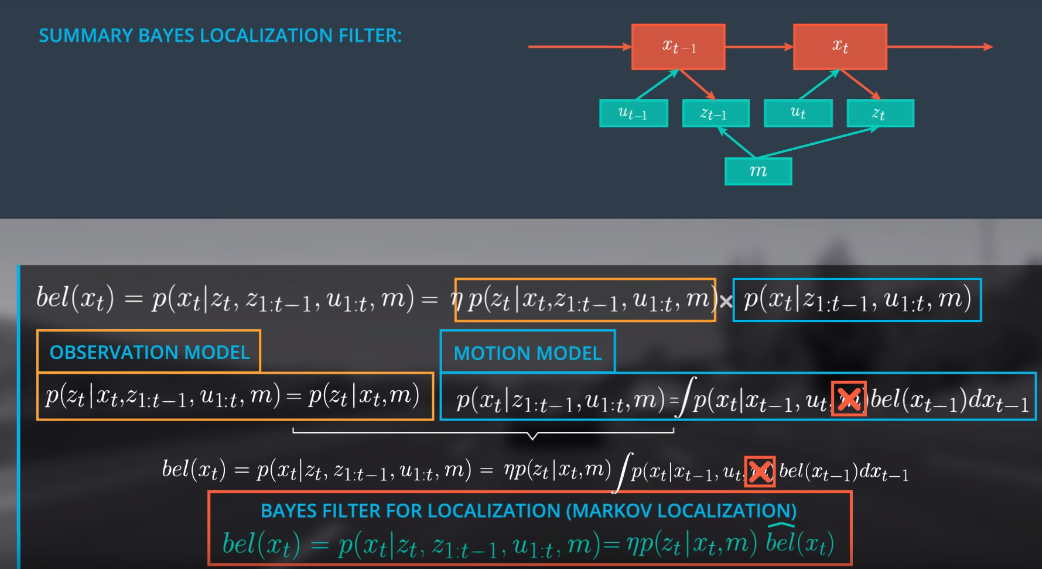 SUMMARY BAYES LOCALIZATION FILTER:
x_{t-1} x_t
u_{t-1} z_{t-1} u_t z_t
m
bel(x_t) = p(x_t|z_t, z_{1:t-1}, u_{1:t}, m) = η p(z_t|x_t,z_{1:t-1}, u_{1:t}, m) × p(x_t|z_{1:t-1}, u_{1:t}, m)
OBSERVATION MODEL MOTION MODEL
p(z_t|x_t,z_{1:t-1}, u_{1:t}, m) = p(z_t|x_t,m) p(x_t|z_{1:t-1},u_{1:t},m) = ∫p(x_t|x_{t-1}, u_t, m)bel(x_{t-1})dx_{t-1}
bel(x_t) = p(x_t|z_t, z_{1:t-1}, u_{1:t}, m) = ηp(z_t|x_t,m)∫p(x_t|x_{t-1}, u_t, m) bel(x_{t-1})dx_{t-1}
BAYES FILTER FOR LOCALIZATION (MARKOV LOCALIZATION)
bel(x_t) = p(x_t|z_t, z_{1:t-1}, u_{1:t}, m)= ηp(z_t|x_t,m) \widehat{bel}(x_t)